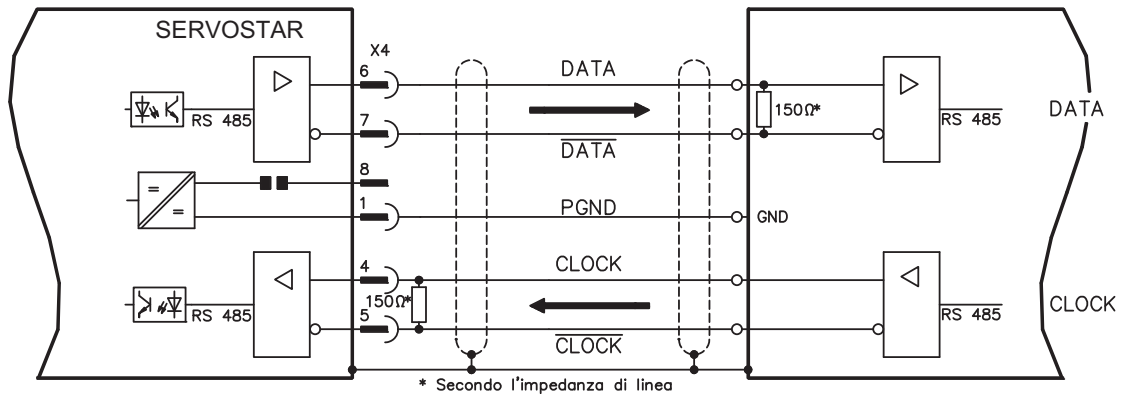 SERVOSTAR
X4
6
DATA
150Ω*
RS 485
RS 485
DATA
7
DATA
8
=
=
1
PGND
GND
4
CLOCK
150Ω*
RS 485
RS 485
CLOCK
5
CLOCK
* Secondo l'impedanza di linea